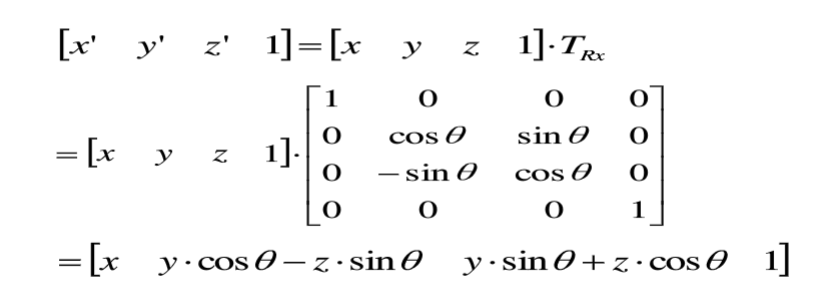 [x' y' z' 1]=[x y z 1]·T_Rx
1 0 0 0
0 cosθ sinθ 0
=[x y z 1]·
0 −sinθ cosθ 0
0 0 0 1
=[x y·cosθ−z·sinθ y·sinθ+z·cosθ 1]